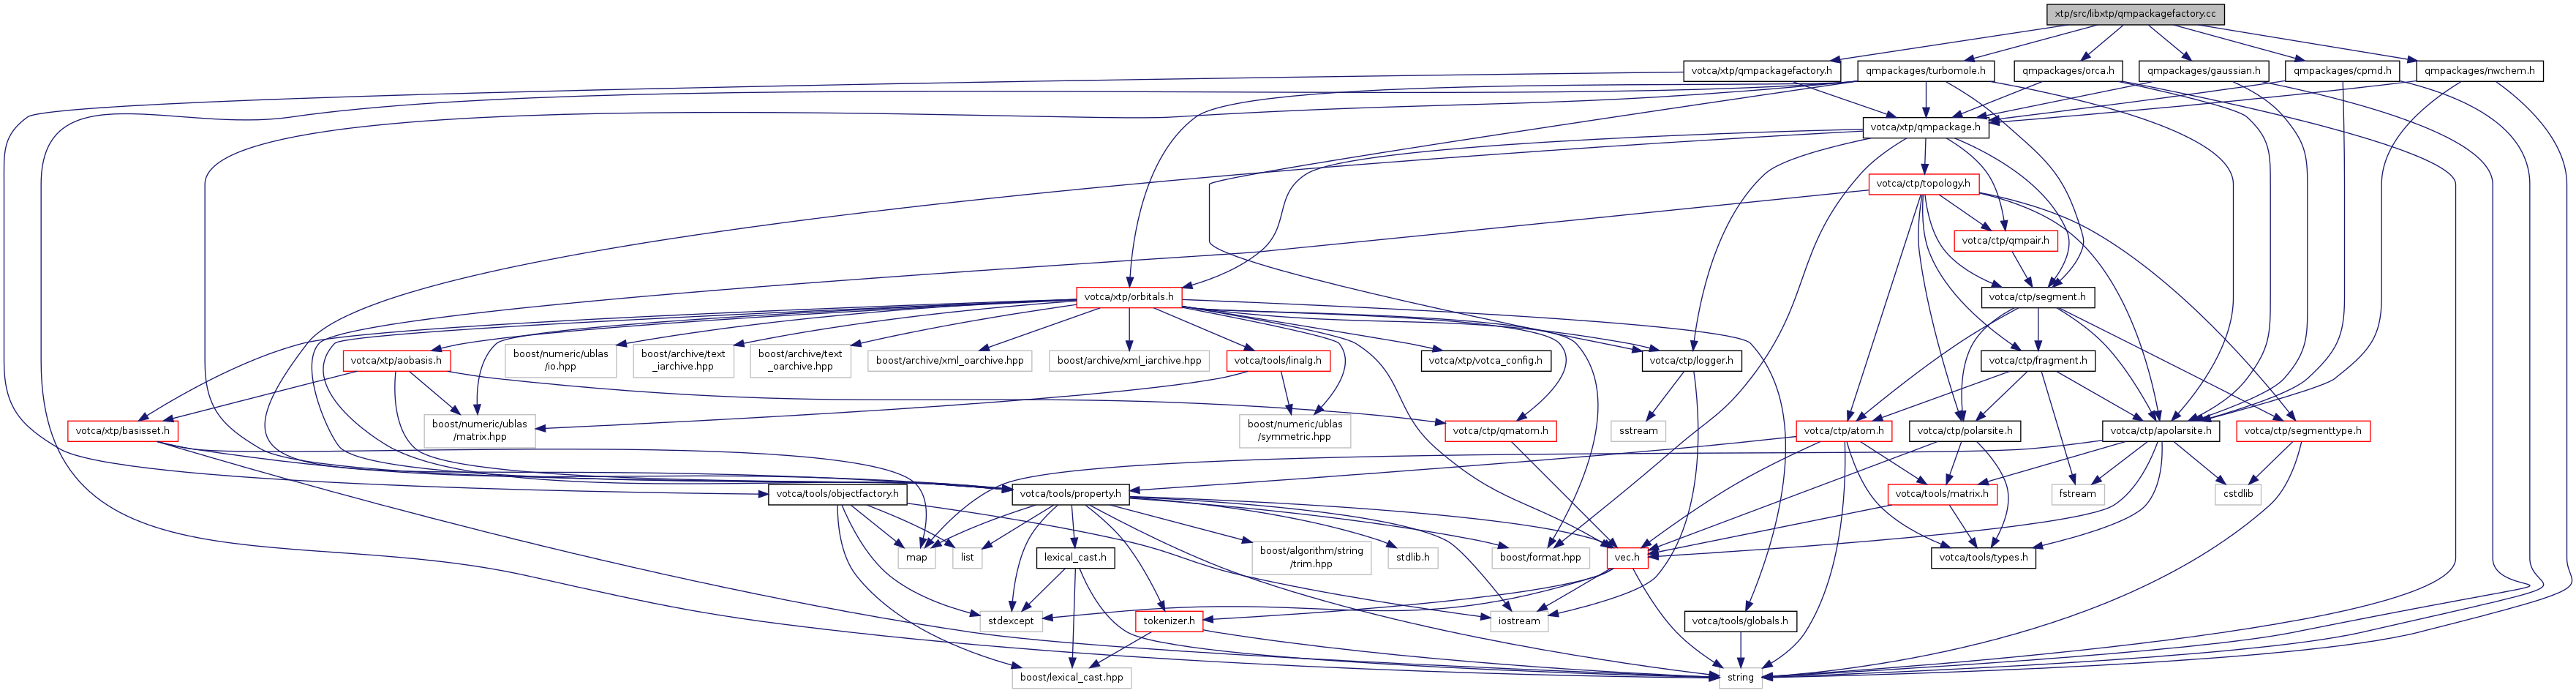 xtp/src/libxtp/qmpackagefactory.cc
votca/xtp/qmpackagefactory.h
qmpackages/turbomole.h
qmpackages/orca.h
qmpackages/gaussian.h
qmpackages/cpmd.h
qmpackages/nwchem.h
votca/xtp/qmpackage.h
votca/ctp/topology.h
votca/ctp/qmpair.h
votca/xtp/orbitals.h
votca/ctp/segment.h
votca/xtp/aobasis.h
boost/numeric/ublas
/io.hpp
boost/archive/text
_iarchive.hpp
boost/archive/text
_oarchive.hpp
boost/archive/xml_oarchive.hpp
boost/archive/xml_iarchive.hpp
votca/tools/linalg.h
votca/xtp/votca_config.h
votca/ctp/logger.h
votca/ctp/fragment.h
votca/xtp/basisset.h
boost/numeric/ublas
/matrix.hpp
boost/numeric/ublas
/symmetric.hpp
votca/ctp/qmatom.h
sstream
votca/ctp/atom.h
votca/ctp/polarsite.h
votca/ctp/apolarsite.h
votca/ctp/segmenttype.h
votca/tools/objectfactory.h
votca/tools/property.h
votca/tools/matrix.h
fstream
cstdlib
map
list
lexical_cast.h
boost/algorithm/string
/trim.hpp
stdlib.h
boost/format.hpp
vec.h
votca/tools/types.h
stdexcept
tokenizer.h
iostream
votca/tools/globals.h
boost/lexical_cast.hpp
string